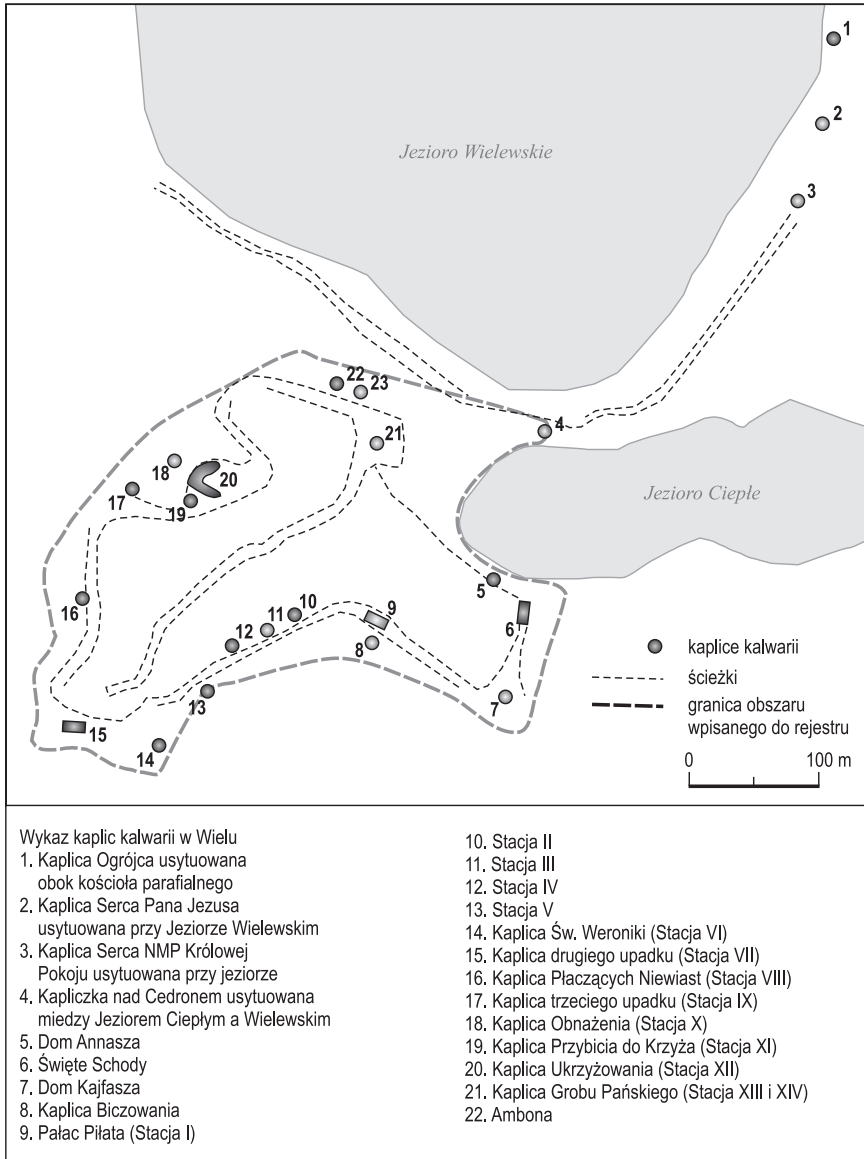 1
Jezioro Wielewskie
2
3
22
23
4
21
18
20
Jezioro Ciepłe
17
19
5
16
10
9
6
11
12
8
kaplice kalwarii
ścieżki
13
7
granica obszaru
wpisanego do rejestru
15
14
0 100 m
Wykaz kaplic kalwarii w Wielu
1. Kaplica Ogrójca usytuowana
obok kościoła parafialnego
2. Kaplica Serca Pana Jezusa
usytuowana przy Jeziorze Wielewskim
3. Kaplica Serca NMP Królowej
Pokoju usytuowana przy jeziorze
4. Kapliczka nad Cedronem usytuowana
miedzy Jeziorem Ciepłym a Wielewskim
5. Dom Annasza
6. Święte Schody
7. Dom Kajfasza
8. Kaplica Biczowania
9. Pałac Piłata (Stacja I)
10. Stacja II
11. Stacja III
12. Stacja IV
13. Stacja V
14. Kaplica Św. Weroniki (Stacja VI)
15. Kaplica drugiego upadku (Stacja VII)
16. Kaplica Płaczących Niewiast (Stacja VIII)
17. Kaplica trzeciego upadku (Stacja IX)
18. Kaplica Obnażenia (Stacja X)
19. Kaplica Przybicia do Krzyża (Stacja XI)
20. Kaplica Ukrzyżowania (Stacja XII)
21. Kaplica Grobu Pańskiego (Stacja XIII i XIV)
22. Ambona